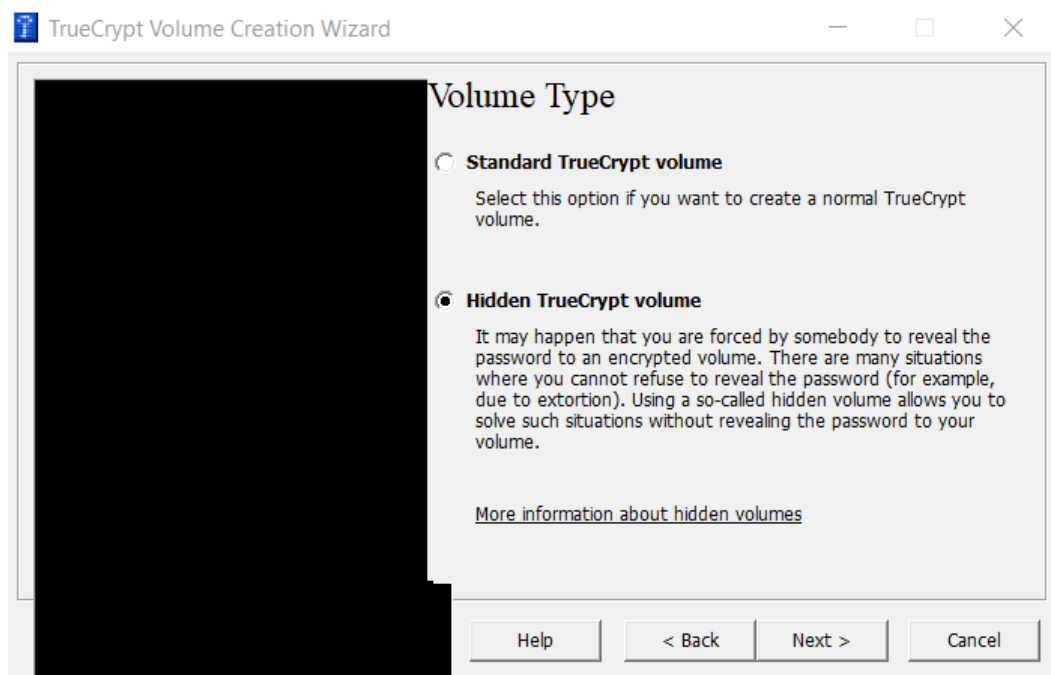 TrueCrypt Volume Creation Wizard
Volume Type
Standard TrueCrypt volume
Select this option if you want to create a normal TrueCrypt
volume.
Hidden TrueCrypt volume
It may happen that you are forced by somebody to reveal the
password to an encrypted volume. There are many situations
where you cannot refuse to reveal the password (for example,
due to extortion). Using a so-called hidden volume allows you to
solve such situations without revealing the password to your
volume.
More information about hidden volumes
Help < Back Next > Cancel